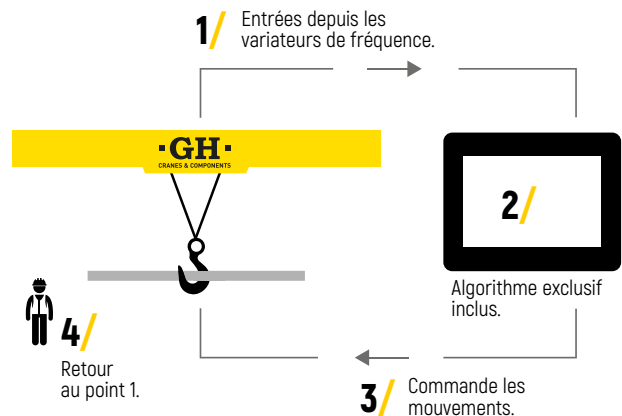 1/ Entrées depuis les
variateurs de fréquence.
·GH·
CRANES & COMPONENTS
2/
Algorithme exclusif
inclus.
4/
Retour
au point 1.
3/ Commande les
mouvements.